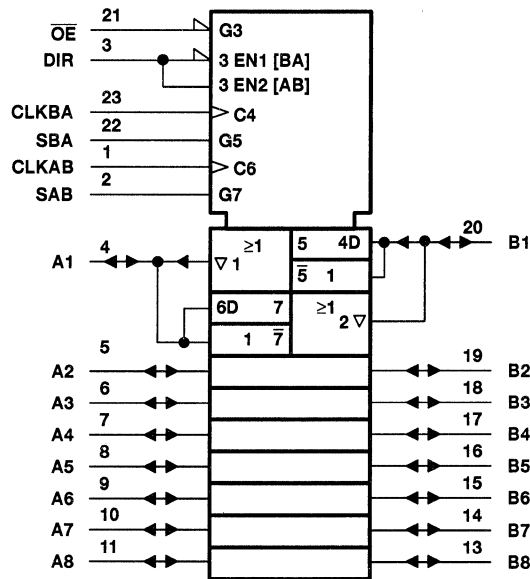 21
O̅E̅ G3
3
DIR 3 EN1 [BA]
3 EN2 [AB]
23
CLKBA C4
22
SBA G5
1
CLKAB C6
2
SAB G7
4 ≥1 5 4D 20
A1 ▽ 1 5̅ 1 B1
6D 7 ≥1
1 7̅ 2 ▽
5 19
A2 B2
6 18
A3 B3
7 17
A4 B4
8 16
A5 B5
9 15
A6 B6
10 14
A7 B7
11 13
A8 B8